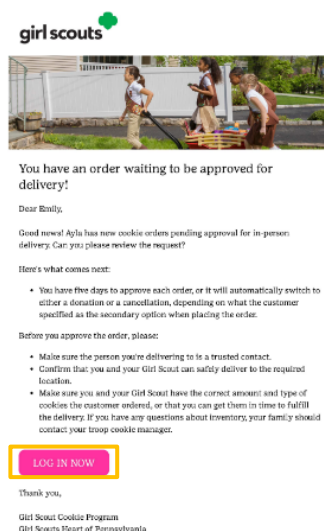 girl scouts
You have an order waiting to be approved for
delivery!
Dear Emily,
Good news! Ayla has new cookie orders pending approval for in-person
delivery. Can you please review the request?
Here's what comes next:
• You have five days to approve each order, or it will automatically switch to
either a donation or a cancellation, depending on what the customer
specified as the secondary option when placing the order.
Before you approve the order, please:
• Make sure the person you're delivering to is a trusted contact.
• Confirm that you and your Girl Scout can safely deliver to the required
location.
• Make sure you and your Girl Scout have the correct amount and type of
cookies the customer ordered, or that you can get them in time to fulfill
the delivery. If you have any questions about inventory, your family should
contact your troop cookie manager.
LOG IN NOW
Thank you,
Girl Scout Cookie Program
Girl Scouts Heart of Pennsylvania